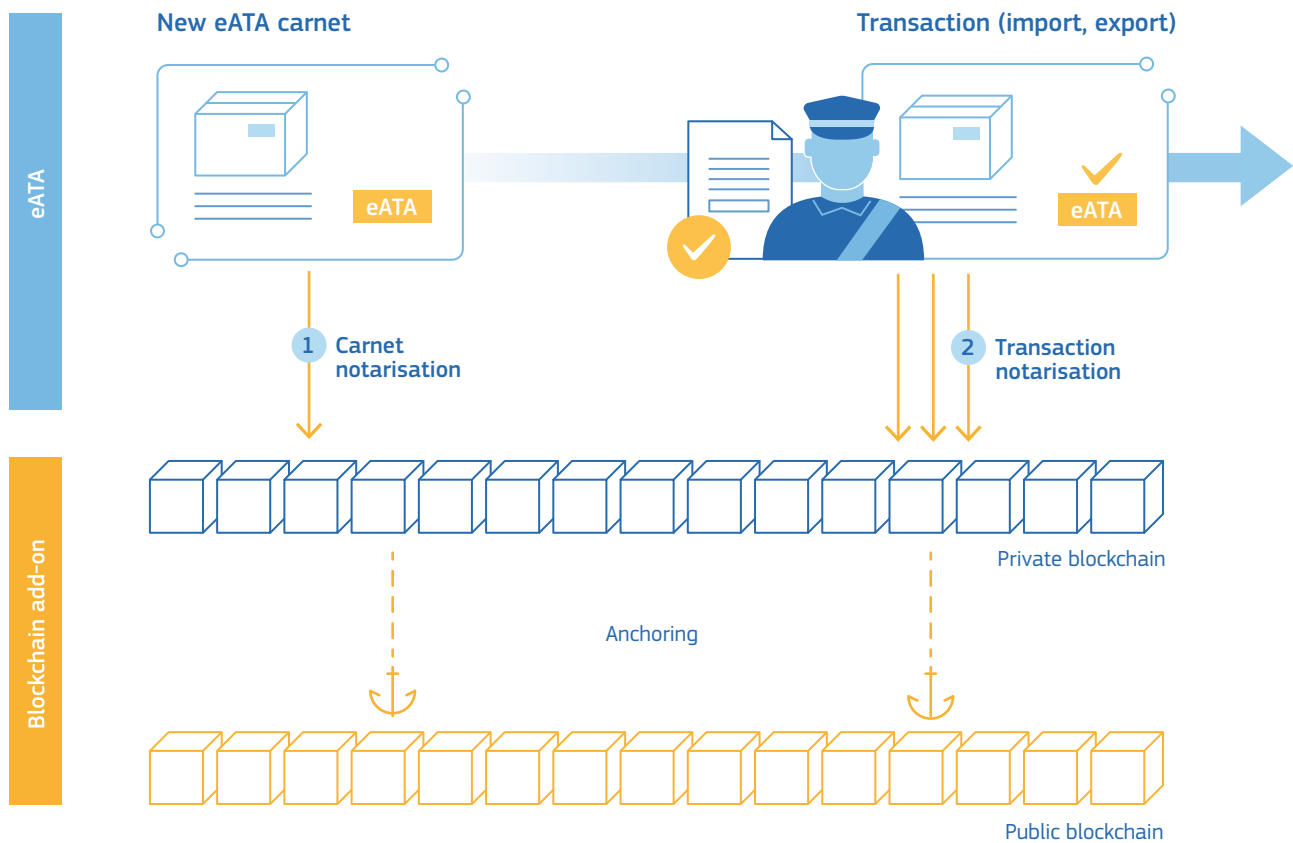 New eATA carnet
Transaction (import, export)
eATA
eATA
eATA
1
Carnet
notarisation
2
Transaction
notarisation
Blockchain add-on
Private blockchain
Anchoring
Public blockchain